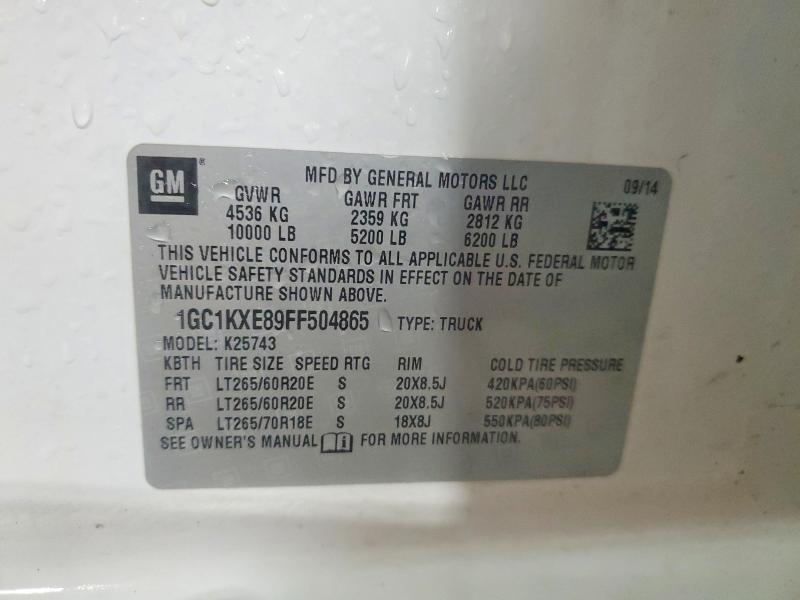 GM ® MFD BY GENERAL MOTORS LLC 09/14
GVWR GAWR FRT GAWR RR
4536 KG 2359 KG 2812 KG
10000 LB 5200 LB 6200 LB
THIS VEHICLE CONFORMS TO ALL APPLICABLE U.S. FEDERAL MOTOR
VEHICLE SAFETY STANDARDS IN EFFECT ON THE DATE OF
MANUFACTURE SHOWN ABOVE.
1GC1KXE89FF504865 TYPE: TRUCK
MODEL: K25743
KBTH TIRE SIZE SPEED RTG RIM COLD TIRE PRESSURE
FRT LT265/60R20E S 20X8.5J 420KPA(60PSI)
RR LT265/60R20E S 20X8.5J 520KPA(75PSI)
SPA LT265/70R18E S 18X8J 550KPA(80PSI)
SEE OWNER'S MANUAL i FOR MORE INFORMATION.